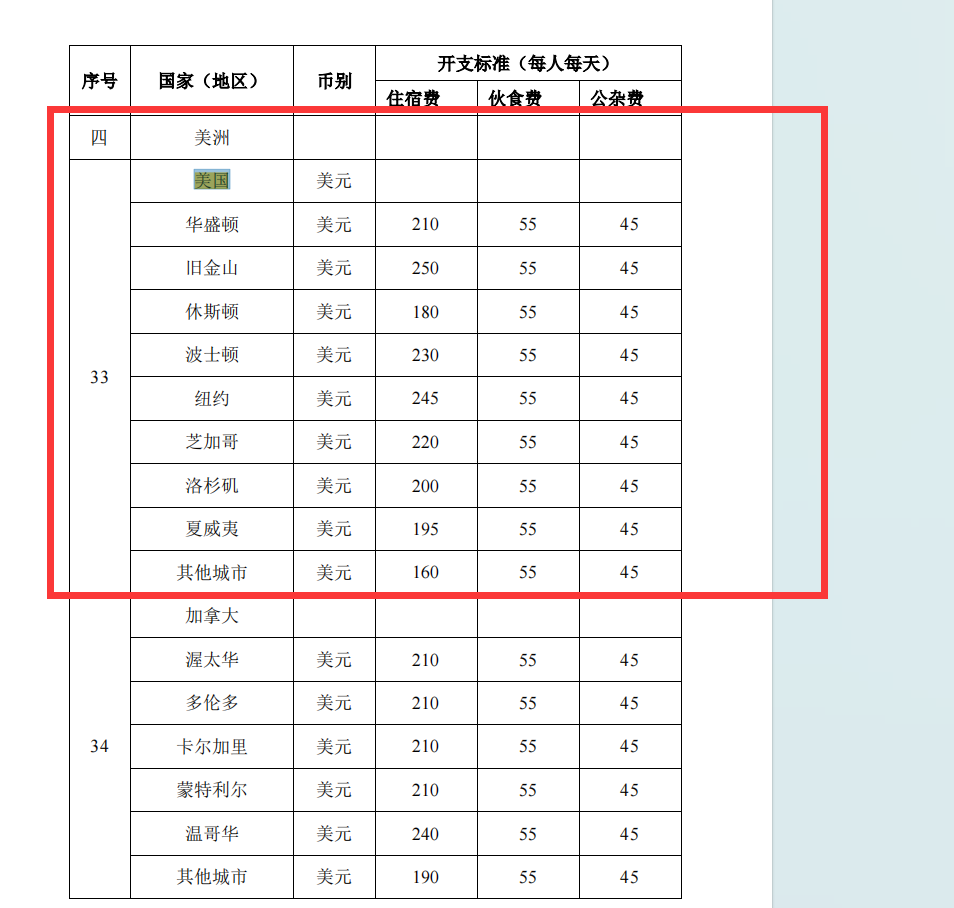 序号 国家（地区） 币别 开支标准（每人每天）
住宿费 伙食费 公杂费
四 美洲
33 美国 美元
华盛顿 美元 210 55 45
旧金山 美元 250 55 45
休斯顿 美元 180 55 45
波士顿 美元 230 55 45
纽约 美元 245 55 45
芝加哥 美元 220 55 45
洛杉矶 美元 200 55 45
夏威夷 美元 195 55 45
其他城市 美元 160 55 45
34 加拿大
渥太华 美元 210 55 45
多伦多 美元 210 55 45
卡尔加里 美元 210 55 45
蒙特利尔 美元 210 55 45
温哥华 美元 240 55 45
其他城市 美元 190 55 45